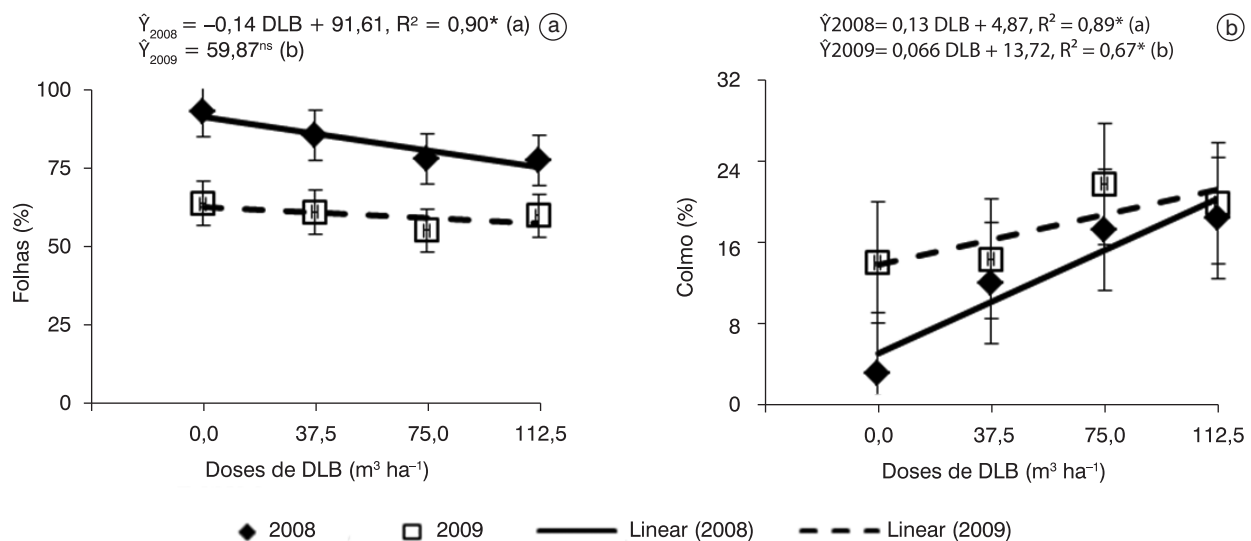 Ŷ2008 = –0,14 DLB + 91,61, R² = 0,90* (a) a
Ŷ2009 = 59,87ns (b)
100
75
50
25
0
Folhas (%)
0,0 37,5 75,0 112,5
Doses de DLB (m³ ha⁻¹)
Ŷ2008= 0,13 DLB + 4,87, R² = 0,89* (a) b
Ŷ2009= 0,066 DLB + 13,72, R² = 0,67* (b)
32
24
16
8
0
Colmo (%)
0,0 37,5 75,0 112,5
Doses de DLB (m³ ha⁻¹)
2008 2009 Linear (2008) Linear (2009)